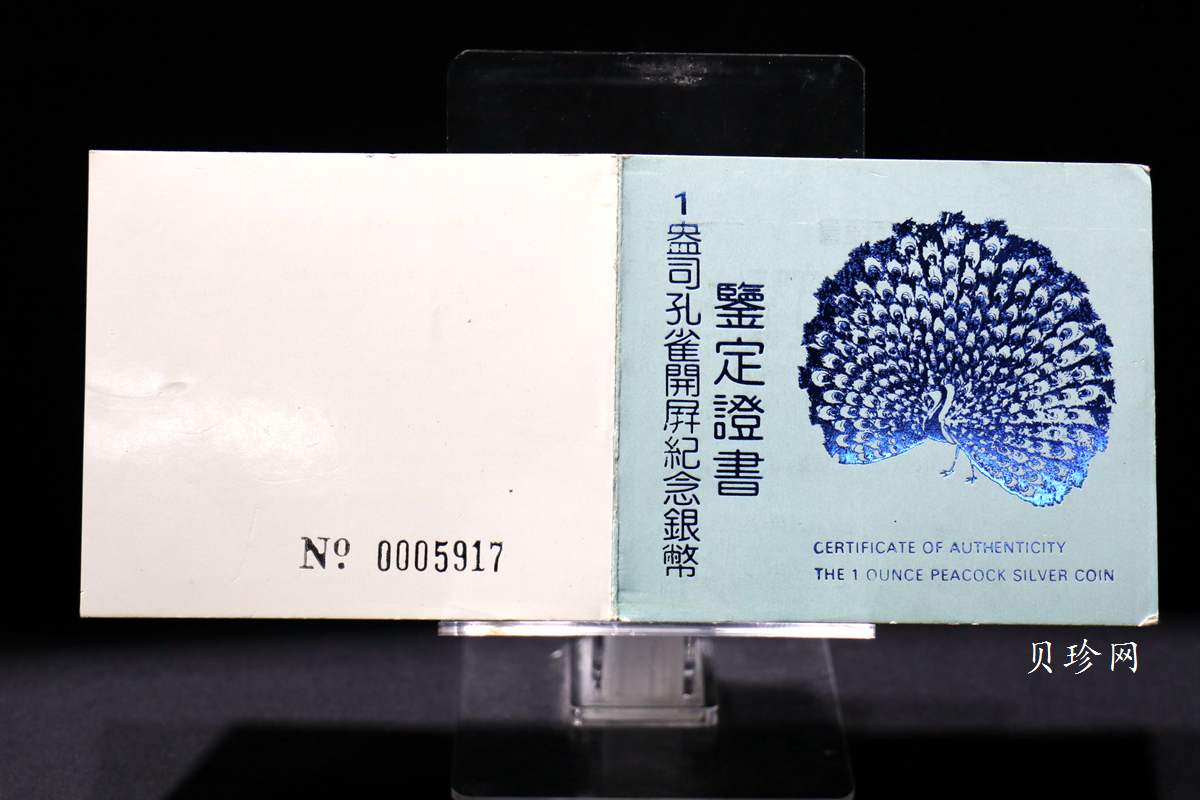 No. 0005917
1盎司孔雀開屏紀念銀幣
鑒定證書
CERTIFICATE OF AUTHENTICITY
THE 1 OUNCE PEACOCK SILVER COIN
贝珍网